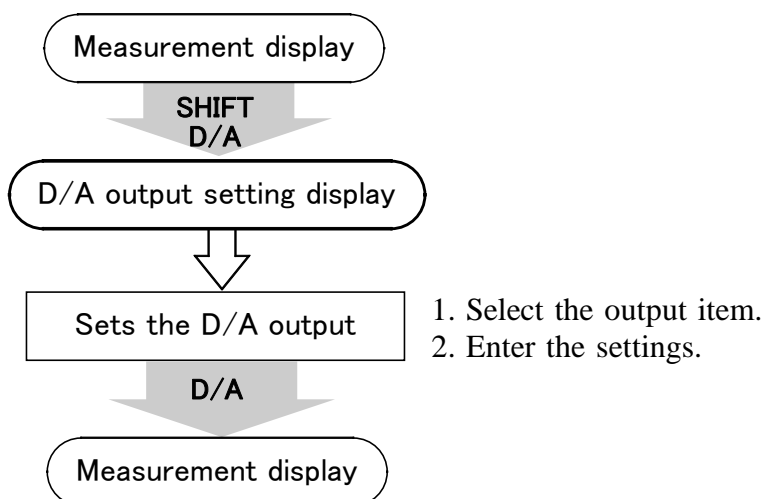 Measurement display
SHIFT
D/A
D/A output setting display
Sets the D/A output
1. Select the output item.
2. Enter the settings.
D/A
Measurement display